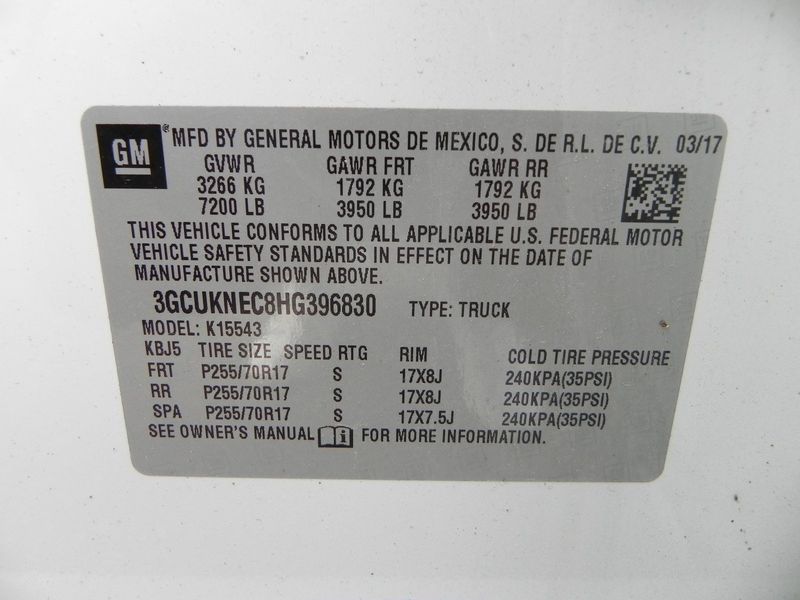 GM ® MFD BY GENERAL MOTORS DE MEXICO, S. DE R.L. DE C.V. 03/17
GVWR GAWR FRT GAWR RR
3266 KG 1792 KG 1792 KG
7200 LB 3950 LB 3950 LB
THIS VEHICLE CONFORMS TO ALL APPLICABLE U.S. FEDERAL MOTOR
VEHICLE SAFETY STANDARDS IN EFFECT ON THE DATE OF
MANUFACTURE SHOWN ABOVE.
3GCUKNEC8HG396830 TYPE: TRUCK
MODEL: K15543
KBJ5 TIRE SIZE SPEED RTG RIM COLD TIRE PRESSURE
FRT P255/70R17 S 17X8J 240KPA(35PSI)
RR P255/70R17 S 17X8J 240KPA(35PSI)
SPA P255/70R17 S 17X7.5J 240KPA(35PSI)
SEE OWNER'S MANUAL FOR MORE INFORMATION.